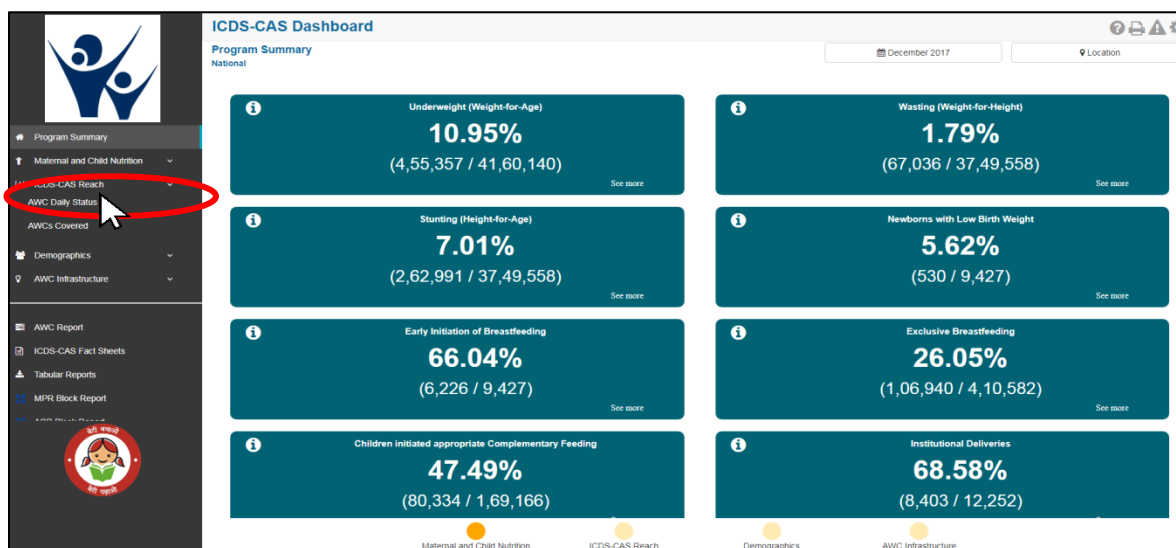 ICDS-CAS Dashboard
Program Summary
National
December 2017
Location
Program Summary
Maternal and Child Nutrition
ICDS-CAS Reach
AWC Daily Status
AWCs Covered
Demographics
AWC Infrastructure
AWC Report
ICDS-CAS Fact Sheets
Tabular Reports
MPR Block Report
बेटी बचाओ
बेटी पढ़ाओ
Underweight (Weight-for-Age)
10.95%
(4,55,357 / 41,60,140)
See more
Wasting (Weight-for-Height)
1.79%
(67,036 / 37,49,558)
See more
Stunting (Height-for-Age)
7.01%
(2,62,991 / 37,49,558)
See more
Newborns with Low Birth Weight
5.62%
(530 / 9,427)
See more
Early Initiation of Breastfeeding
66.04%
(6,226 / 9,427)
See more
Exclusive Breastfeeding
26.05%
(1,06,940 / 4,10,582)
See more
Children initiated appropriate Complementary Feeding
47.49%
(80,334 / 1,69,166)
Institutional Deliveries
68.58%
(8,403 / 12,252)
Maternal and Child Nutrition
ICDS-CAS Reach
Demographics
AWC Infrastructure